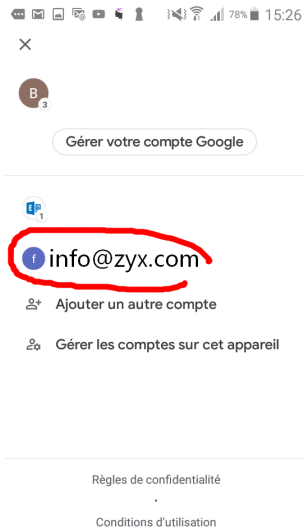 78% 15:26
B
3
Gérer votre compte Google
E
1
f info@zyx.com
Ajouter un autre compte
Gérer les comptes sur cet appareil
Règles de confidentialité
·
Conditions d'utilisation